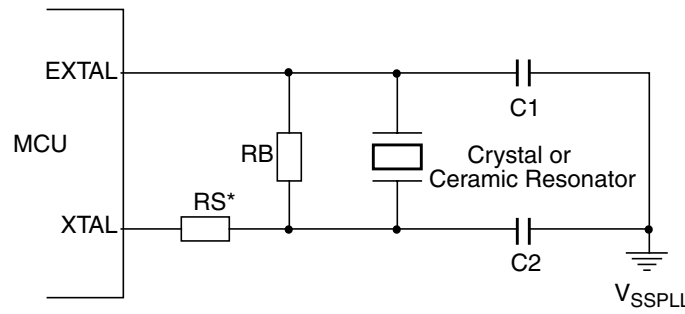 EXTAL
C1
MCU
RB
Crystal or
Ceramic Resonator
RS*
XTAL
C2
VSSPLL